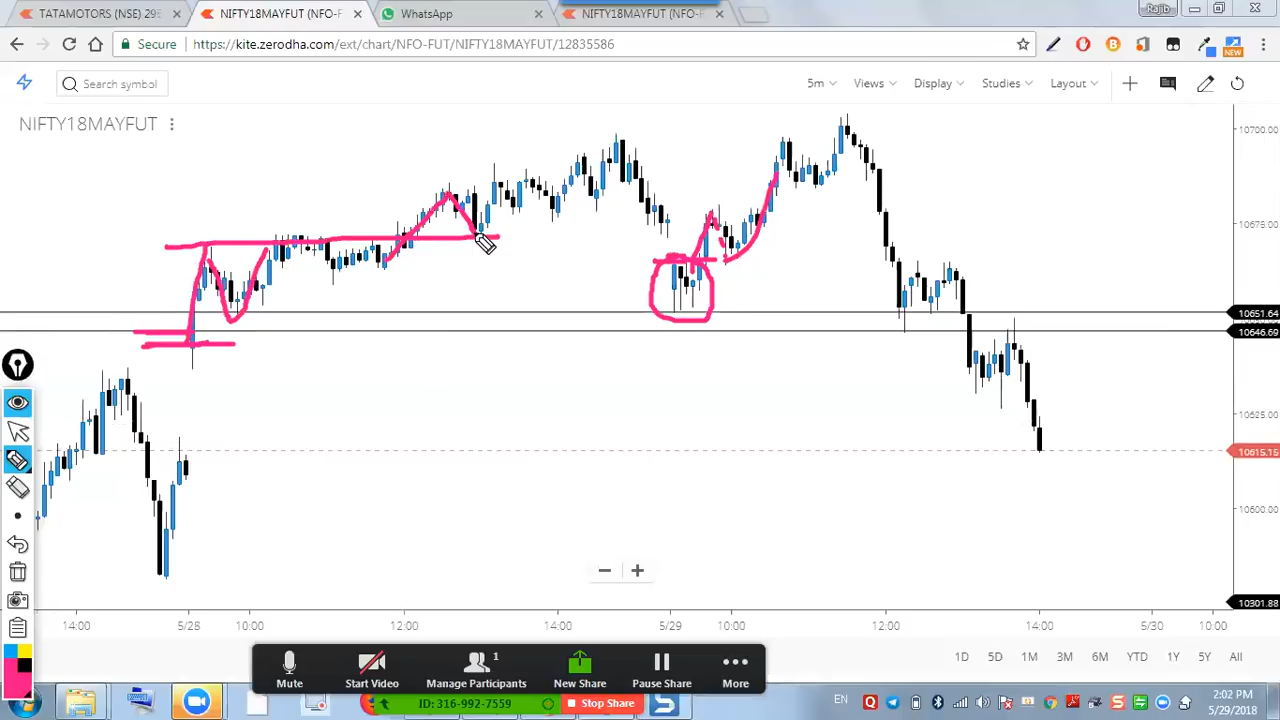 TATAMOTORS (NSE) 29
NIFTY18MAYFUT (NFO-F
WhatsApp
NIFTY18MAYFUT (NFO-F
Rajib
Secure
https://kite.zerodha.com/ext/chart/NFO-FUT/NIFTY18MAYFUT/12835586
NEW
Search symbol
5m
Views
Display
Studies
Layout
NIFTY18MAYFUT
10700.00
10675.00
10651.64
10646.69
10625.00
10615.15
10600.00
10301.88
14:00
5/28
10:00
12:00
14:00
5/29
10:00
12:00
14:00
5/30
10:00
1D
5D
1M
3M
6M
YTD
1Y
5Y
All
Mute
Start Video
1
Manage Participants
New Share
Pause Share
More
ID: 316-992-7559
Stop Share
EN
2:02 PM
5/29/2018